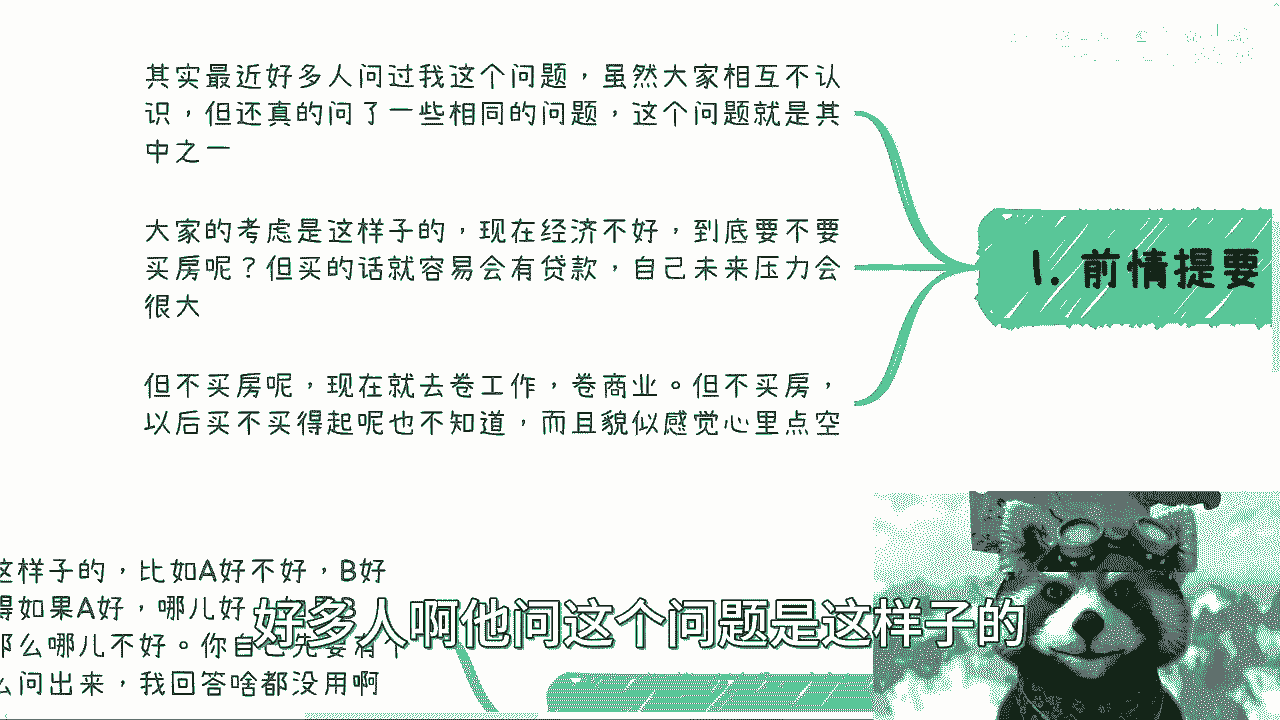 其实最近好多人问过我这个问题，虽然大家相互不认
识，但还真的问了一些相同的问题，这个问题就是其
中之一
大家的考虑是这样子的，现在经济不好，到底要不要
买房呢？但买的话就容易会有贷款，自己未来压力会
很大
但不买房呢，现在就去卷工作，卷商业。但不买房，
以后买不买得起呢也不知道，而且貌似感觉心里点空
1. 前情提要
这样子的，比如A好不好，B好
得如果A好，哪儿好
那么哪儿不好。你自己先要有个
么问出来，我回答啥都没用啊
好多人啊他问这个问题是这样子的